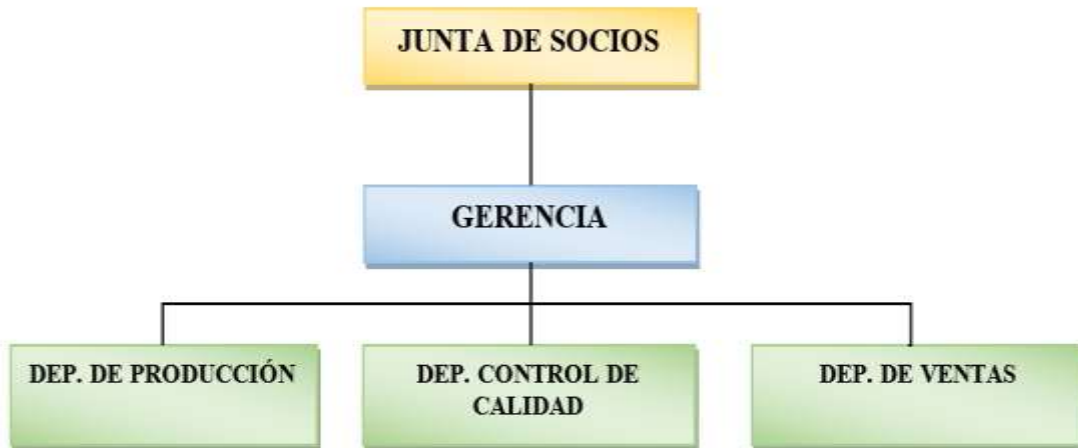 JUNTA DE SOCIOS
GERENCIA
DEP. DE PRODUCCIÓN
DEP. CONTROL DE
CALIDAD
DEP. DE VENTAS